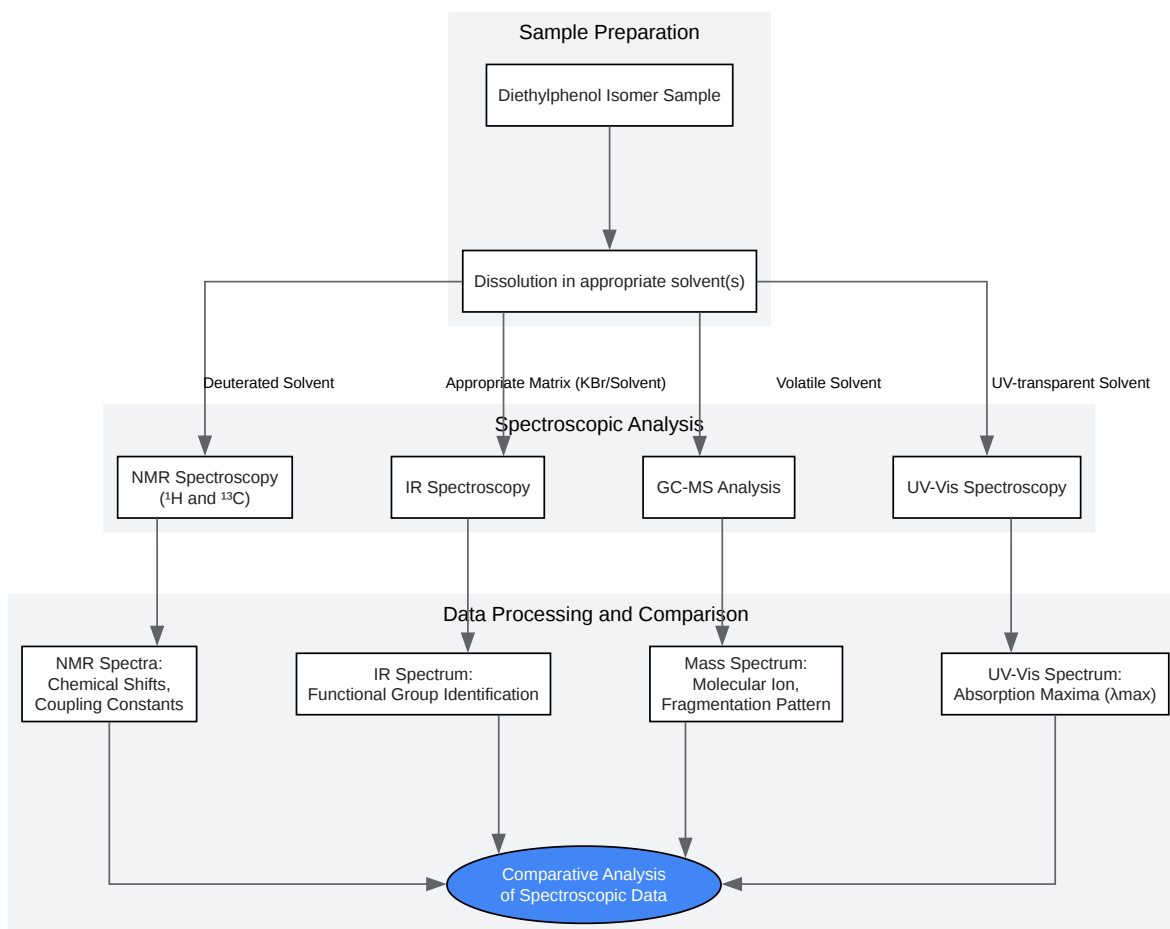 Sample Preparation
Diethylphenol Isomer Sample
Dissolution in appropriate solvent(s)
Deuterated Solvent
Appropriate Matrix (KBr/Solvent)
Volatile Solvent
UV-transparent Solvent
Spectroscopic Analysis
NMR Spectroscopy
(¹H and ¹³C)
IR Spectroscopy
GC-MS Analysis
UV-Vis Spectroscopy
Data Processing and Comparison
NMR Spectra:
Chemical Shifts,
Coupling Constants
IR Spectrum:
Functional Group Identification
Mass Spectrum:
Molecular Ion,
Fragmentation Pattern
UV-Vis Spectrum:
Absorption Maxima (λmax)
Comparative Analysis
of Spectroscopic Data